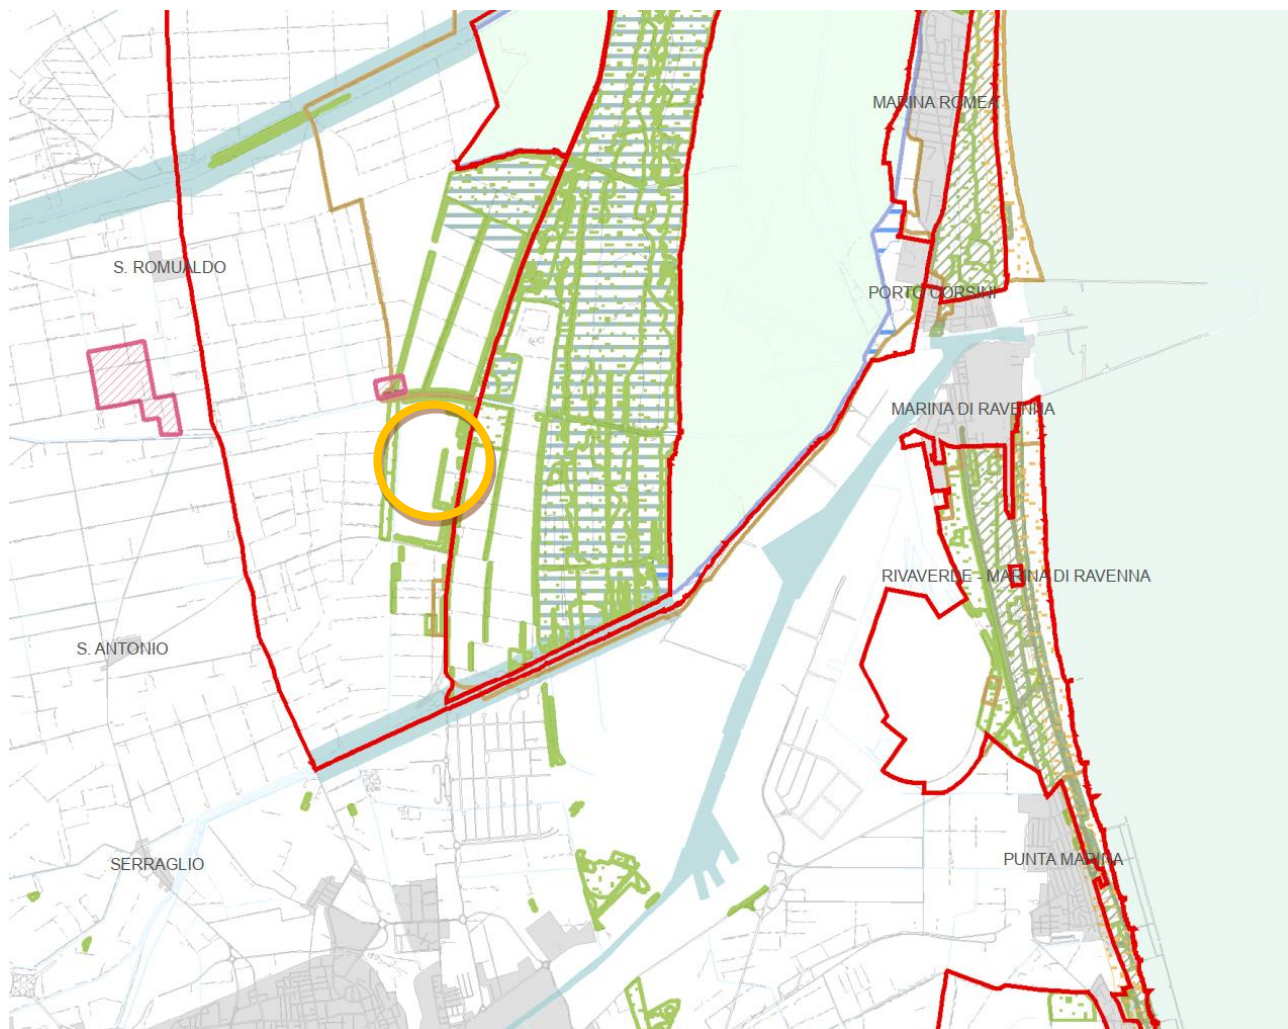 MARINA ROMEA
S. ROMUALDO
PORTO CORSINI
MARINA DI RAVENNA
RIVAVERDE - MARINA DI RAVENNA
S. ANTONIO
PUNTA MARINA
SERRAGLIO